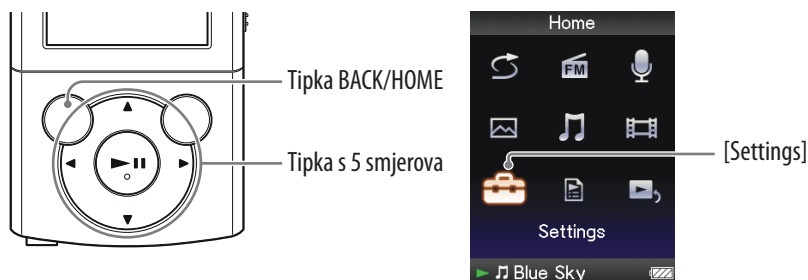 Home
FM
Tipka BACK/HOME
Tipka s 5 smjerova
[Settings]
Settings
Blue Sky